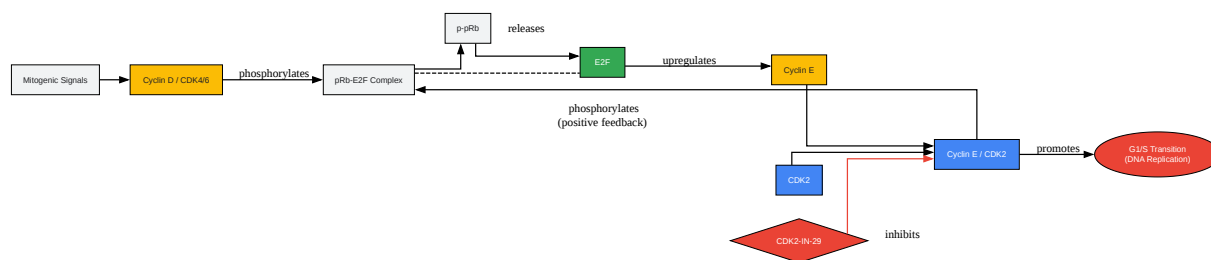 p-pRb
releases
Mitogenic Signals
Cyclin D / CDK4/6
phosphorylates
pRb-E2F Complex
E2F
upregulates
Cyclin E
phosphorylates
(positive feedback)
CDK2
Cyclin E / CDK2
promotes
G1/S Transition
(DNA Replication)
CDK2-IN-29
inhibits